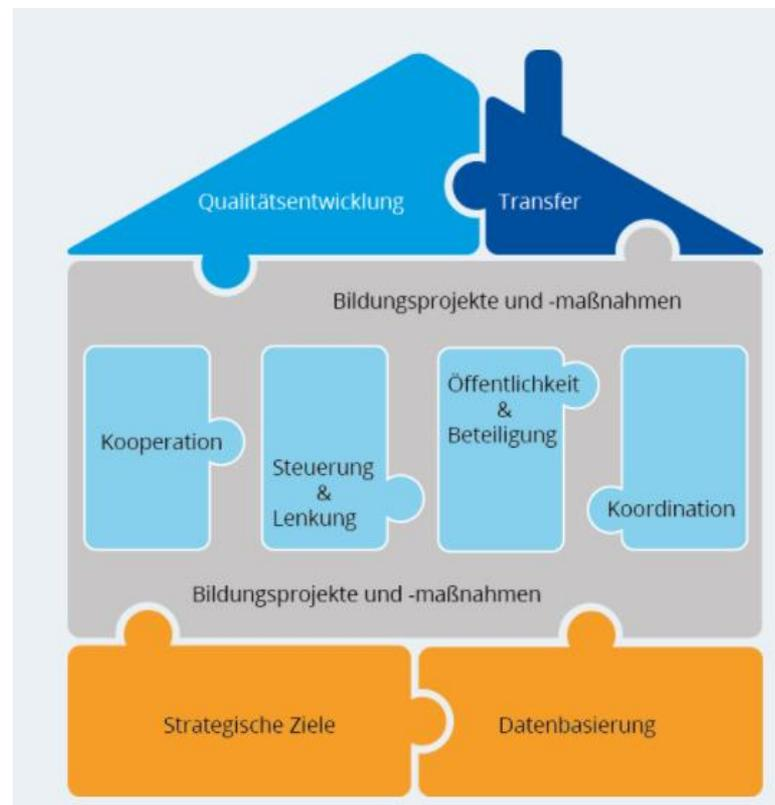 Qualitätsentwicklung
Transfer
Bildungsprojekte und -maßnahmen
Kooperation
Steuerung
&
Lenkung
Öffentlichkeit
&
Beteiligung
Koordination
Bildungsprojekte und -maßnahmen
Strategische Ziele
Datenbasierung